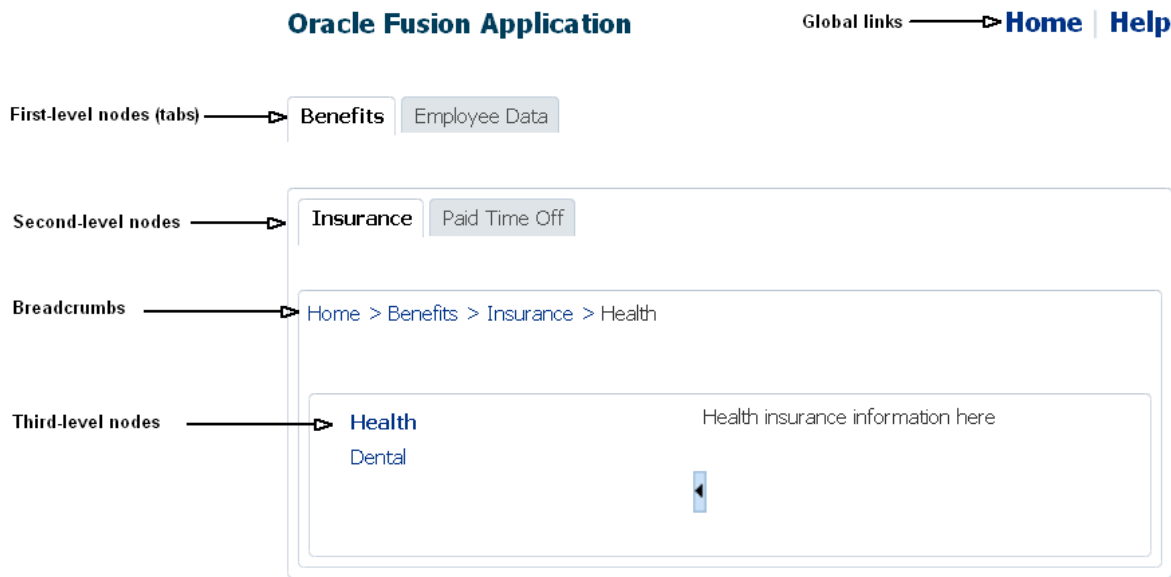 Oracle Fusion Application Global links Home | Help
First-level nodes (tabs) Benefits Employee Data
Second-level nodes Insurance Paid Time Off
Breadcrumbs Home > Benefits > Insurance > Health
Third-level nodes Health Health insurance information here
Dental